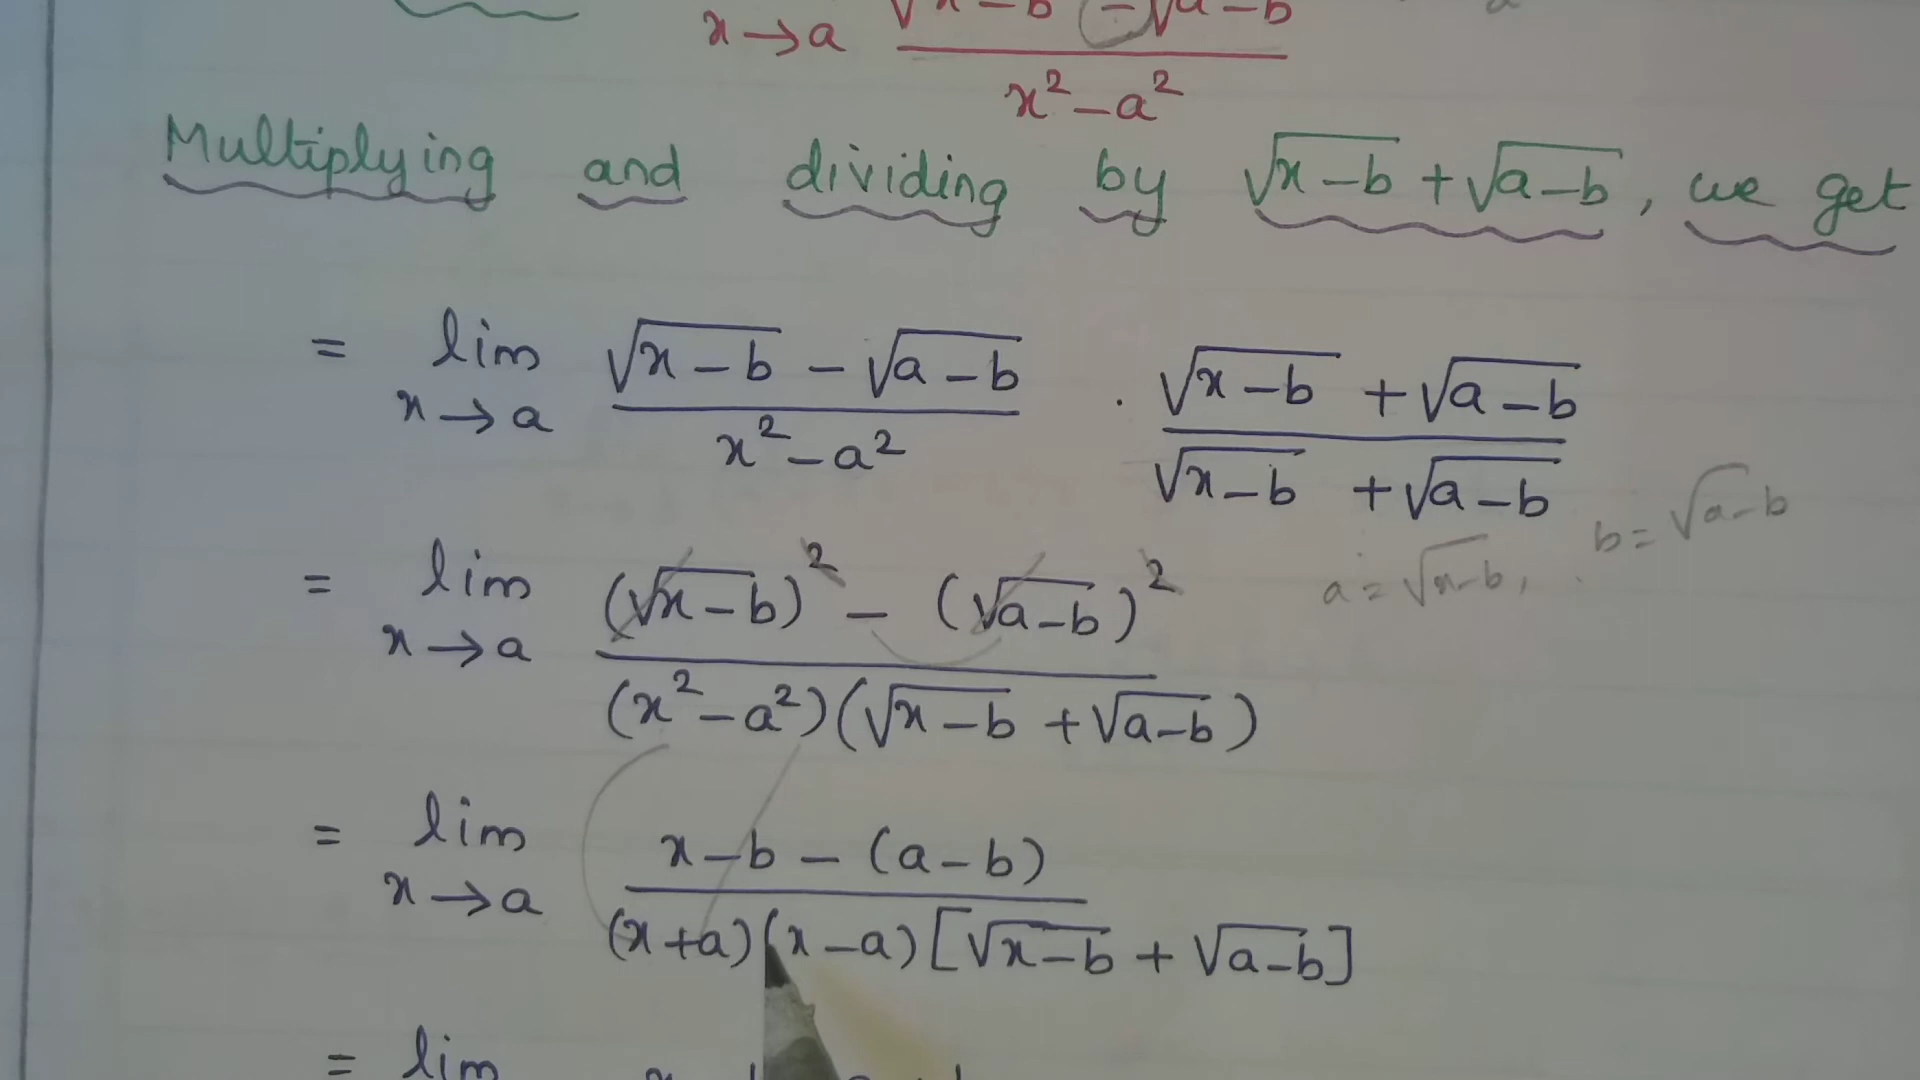 x→a (√x-b - √a-b)/(x² - a²)
Multiplying and dividing by √x-b + √a-b, we get
= lim x→a (√x-b - √a-b)/(x² - a²) · (√x-b + √a-b)/(√x-b + √a-b)
a = √x-b, b = √a-b
= lim x→a ((√x-b)² - (√a-b)²)/((x² - a²)(√x-b + √a-b))
= lim x→a (x-b - (a-b))/((x+a)(x-a)[√x-b + √a-b])
= lim